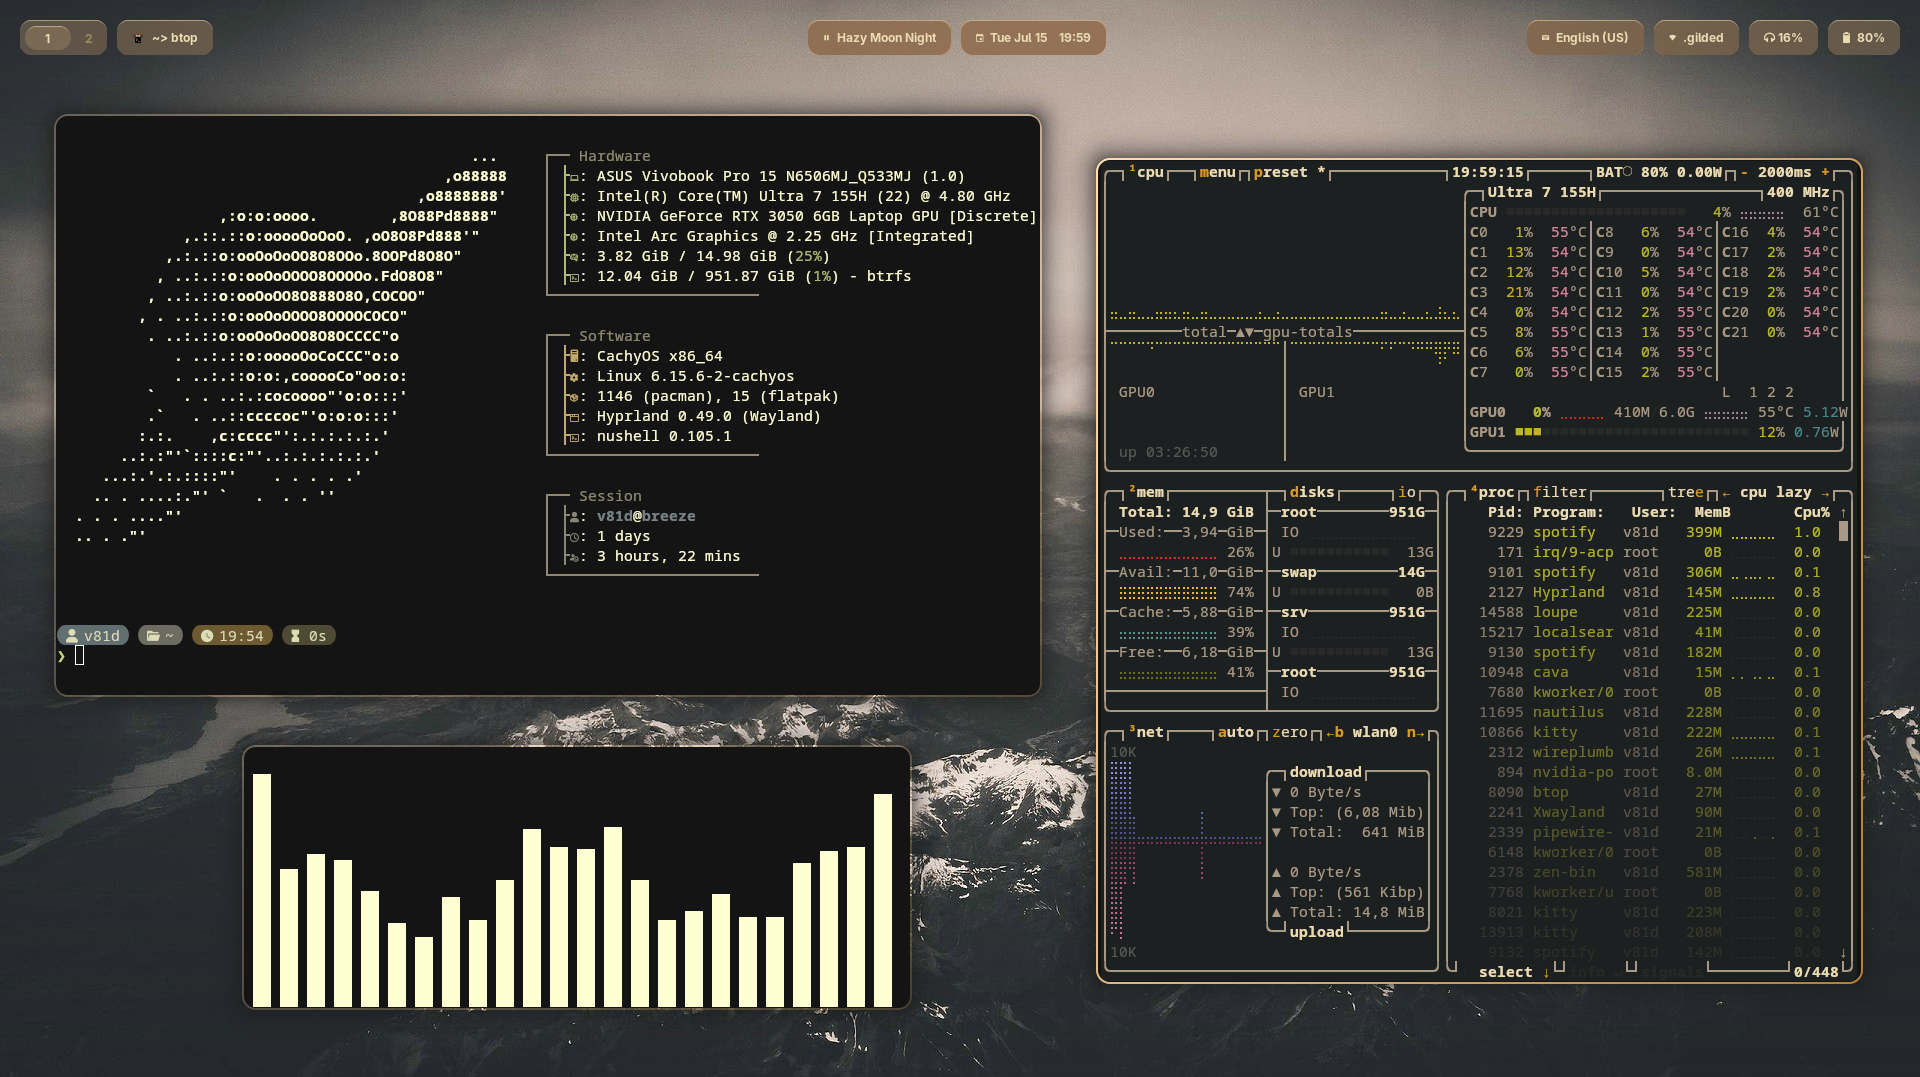 1 2 ~> btop
Hazy Moon Night Tue Jul 15 19:59
English (US) .gilded 16% 80%
Hardware
: ASUS Vivobook Pro 15 N6506MJ_Q533MJ (1.0)
: Intel(R) Core(TM) Ultra 7 155H (22) @ 4.80 GHz
: NVIDIA GeForce RTX 3050 6GB Laptop GPU [Discrete]
: Intel Arc Graphics @ 2.25 GHz [Integrated]
: 3.82 GiB / 14.98 GiB (25%)
: 12.04 GiB / 951.87 GiB (1%) - btrfs
Software
: CachyOS x86_64
: Linux 6.15.6-2-cachyos
: 1146 (pacman), 15 (flatpak)
: Hyprland 0.49.0 (Wayland)
: nushell 0.105.1
Session
: v81d@breeze
: 1 days
: 3 hours, 22 mins
v81d ~ 19:54 0s
❯
¹cpu menu preset * 19:59:15 BAT 80% 0.00W - 2000ms +
Ultra 7 155H 400 MHz
CPU 4% 61°C
C0 1% 55°C C8 6% 54°C C16 4% 54°C
C1 13% 54°C C9 0% 54°C C17 2% 54°C
C2 12% 54°C C10 5% 54°C C18 2% 54°C
C3 21% 54°C C11 0% 54°C C19 2% 54°C
C4 0% 54°C C12 2% 55°C C20 0% 54°C
total ▲▼ gpu-totals
C5 8% 55°C C13 1% 55°C C21 0% 54°C
C6 6% 55°C C14 0% 55°C
C7 0% 55°C C15 2% 55°C
GPU0 GPU1
L 1 2 2
GPU0 0% 410M 6.0G 55°C 5.12W
GPU1 12% 0.76W
up 03:26:50
²mem
Total: 14,9 GiB
Used: 3,94 GiB
26%
Avail: 11,0 GiB
74%
Cache: 5,88 GiB
39%
Free: 6,18 GiB
41%
disks io
root 951G
IO
U 13G
swap 14G
U 0B
srv 951G
IO
U 13G
root 951G
IO
³net auto zero ←b wlan0 n→
10K
download
▼ 0 Byte/s
▼ Top: (6,08 Mib)
▼ Total: 641 MiB
▲ 0 Byte/s
▲ Top: (561 Kibp)
▲ Total: 14,8 MiB
upload
10K
⁴proc filter tree ← cpu lazy →
Pid: Program: User: MemB Cpu% ↑
9229 spotify v81d 399M 1.0
171 irq/9-acp root 0B 0.0
9101 spotify v81d 306M 0.1
2127 Hyprland v81d 145M 0.8
14588 loupe v81d 225M 0.0
15217 localsear v81d 41M 0.0
9130 spotify v81d 182M 0.0
10948 cava v81d 15M 0.1
7680 kworker/0 root 0B 0.0
11695 nautilus v81d 228M 0.0
10866 kitty v81d 222M 0.1
2312 wireplumb v81d 26M 0.1
894 nvidia-po root 8.0M 0.0
8090 btop v81d 27M 0.0
2241 Xwayland v81d 90M 0.0
2339 pipewire- v81d 21M 0.1
6148 kworker/0 root 0B 0.0
2378 zen-bin v81d 581M 0.0
7768 kworker/u root 0B 0.0
8021 kitty v81d 223M 0.0
13913 kitty v81d 208M 0.0
9132 spotify v81d 142M 0.0 ↓
select ↓ info signals 0/448